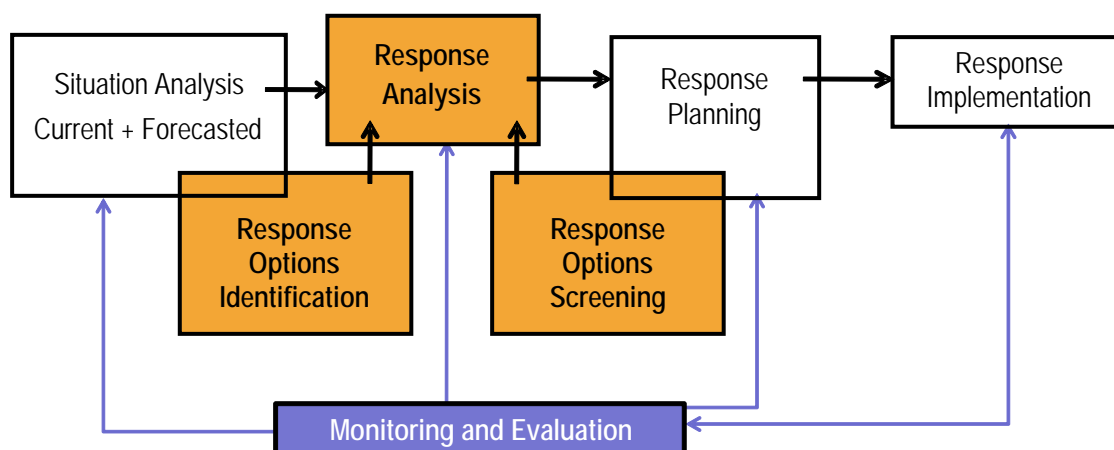 Situation Analysis
Current + Forecasted
Response
Analysis
Response
Planning
Response
Implementation
Response
Options
Identification
Response
Options
Screening
Monitoring and Evaluation